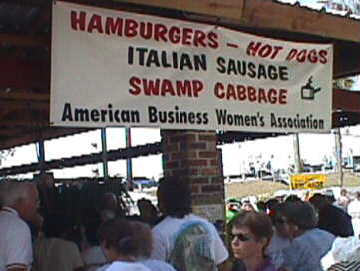 HAMBURGERS - HOT DOGS
ITALIAN SAUSAGE
SWAMP CABBAGE
American Business Women's Association